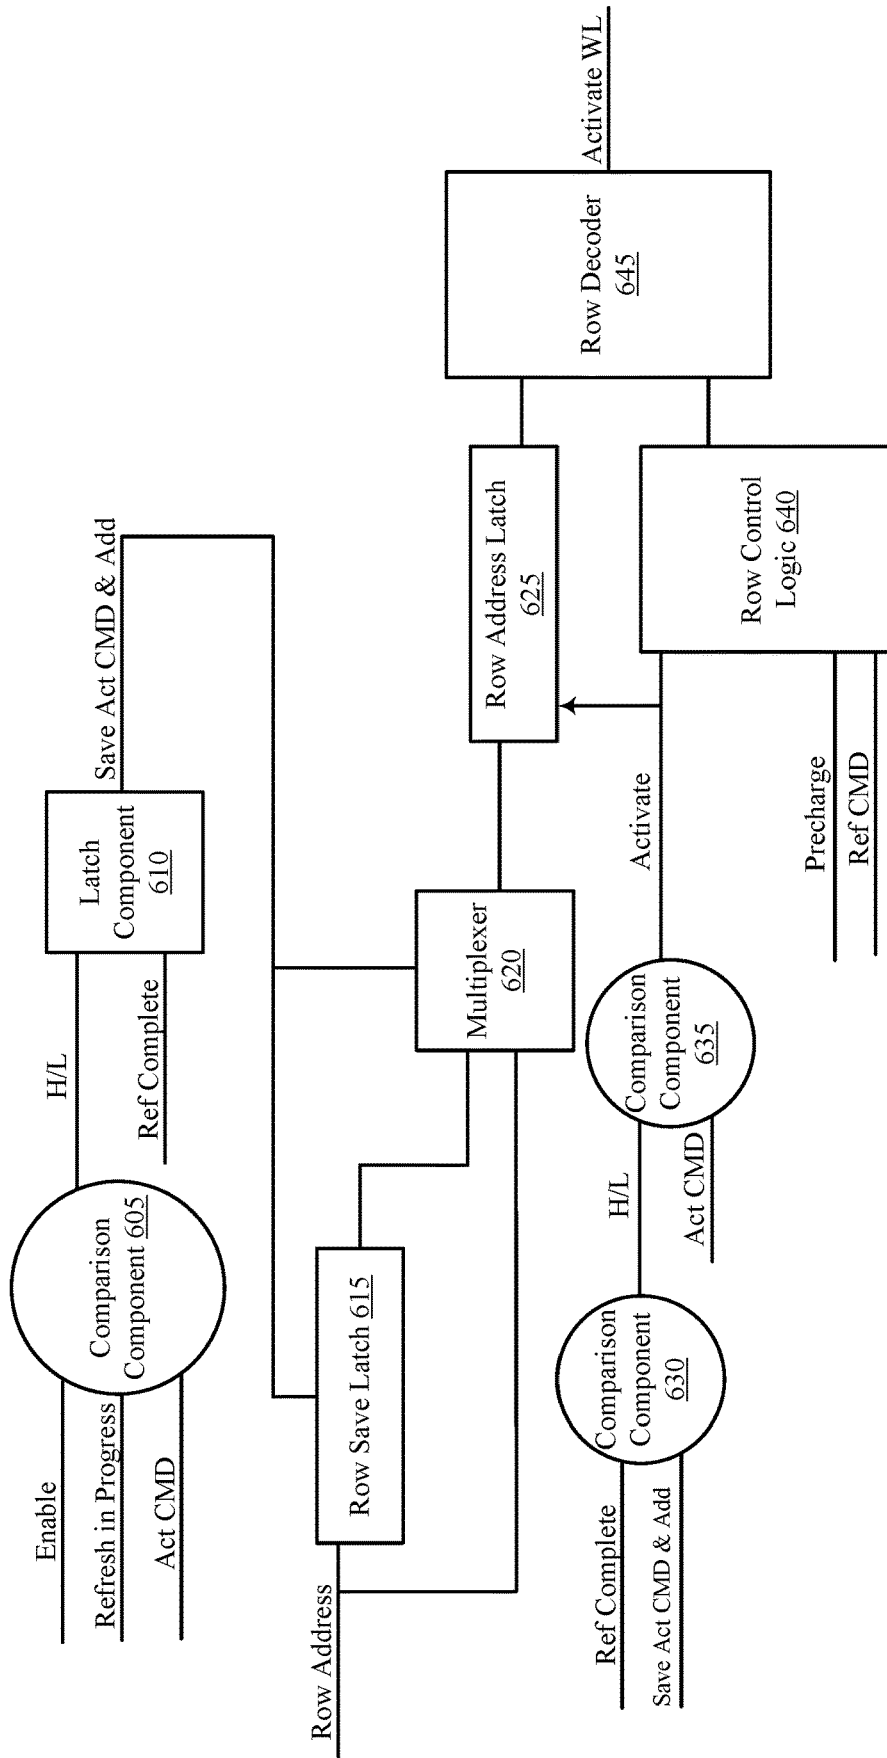 Enable
Refresh in Progress
Act CMD
Comparison
Component 605
H/L
Ref Complete
Latch
Component
610
Save Act CMD & Add
Row Address
Row Save Latch 615
Multiplexer
620
Row Address Latch
625
Row Decoder
645
Activate WL
Ref Complete
Save Act CMD & Add
Comparison
Component
630
H/L
Act CMD
Comparison
Component
635
Activate
Precharge
Ref CMD
Row Control
Logic 640